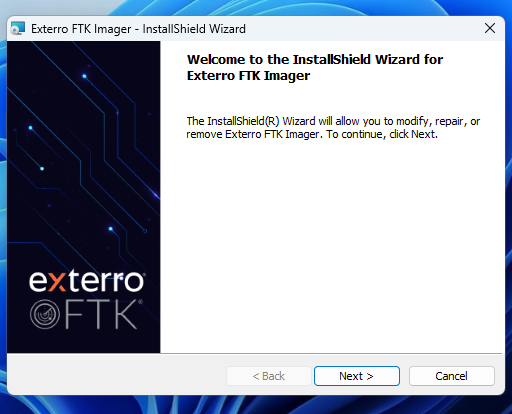 Exterro FTK Imager - InstallShield Wizard
Welcome to the InstallShield Wizard for
Exterro FTK Imager
The InstallShield(R) Wizard will allow you to modify, repair, or
remove Exterro FTK Imager. To continue, click Next.
exterro
FTK®
< Back
Next >
Cancel